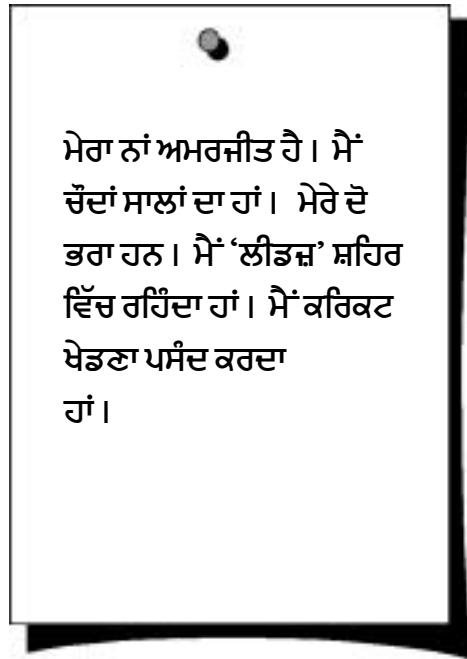 ਮੇਰਾ ਨਾਂ ਅਮਰਜੀਤ ਹੈ। ਮੈਂ
ਚੌਦਾਂ ਸਾਲਾਂ ਦਾ ਹਾਂ। ਮੇਰੇ ਦੋ
ਭਰਾ ਹਨ। ਮੈਂ ‘ਲੀਡਜ਼’ ਸ਼ਹਿਰ
ਵਿੱਚ ਰਹਿੰਦਾ ਹਾਂ। ਮੈਂ ਕਰਿਕਟ
ਖੇਡਣਾ ਪਸੰਦ ਕਰਦਾ
ਹਾਂ।